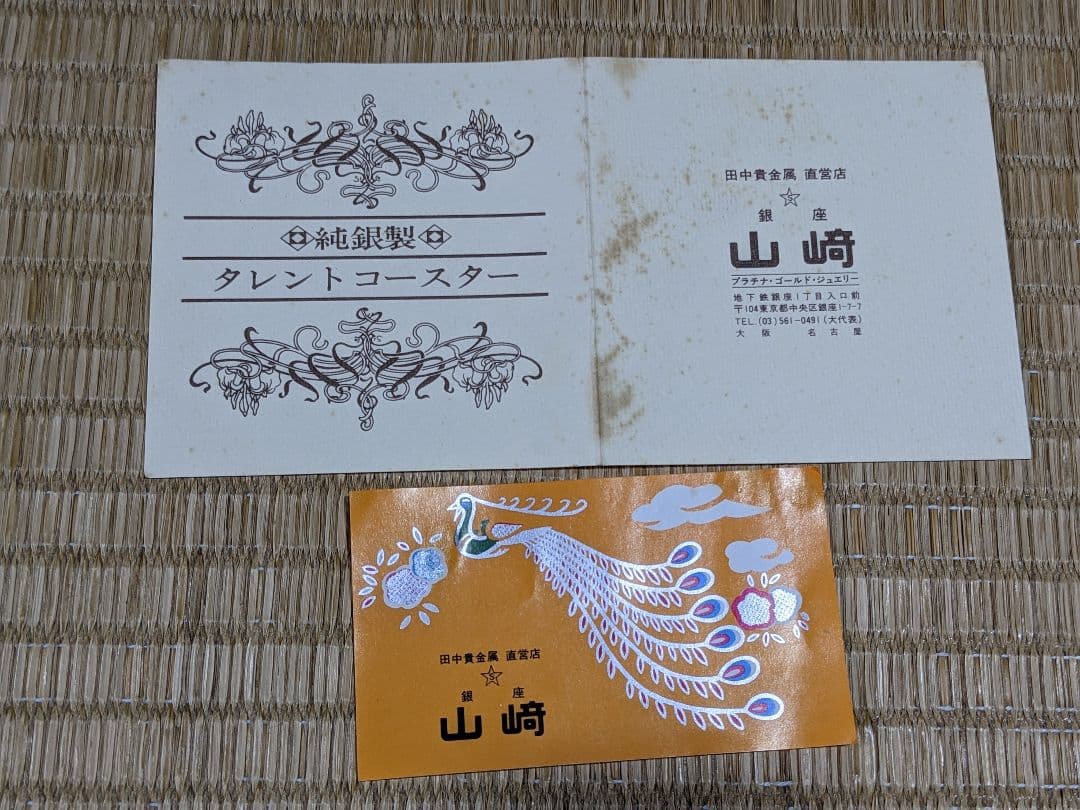 純銀製
タレントコースター
田中貴金属 直営店
S
銀座
山崎
プラチナ・ゴールド・ジュエリー
地下鉄銀座1丁目入口前
〒104東京都中央区銀座1-7-7
TEL.(03)561-0491(大代表)
大阪 名古屋
田中貴金属 直営店
S
銀座
山崎